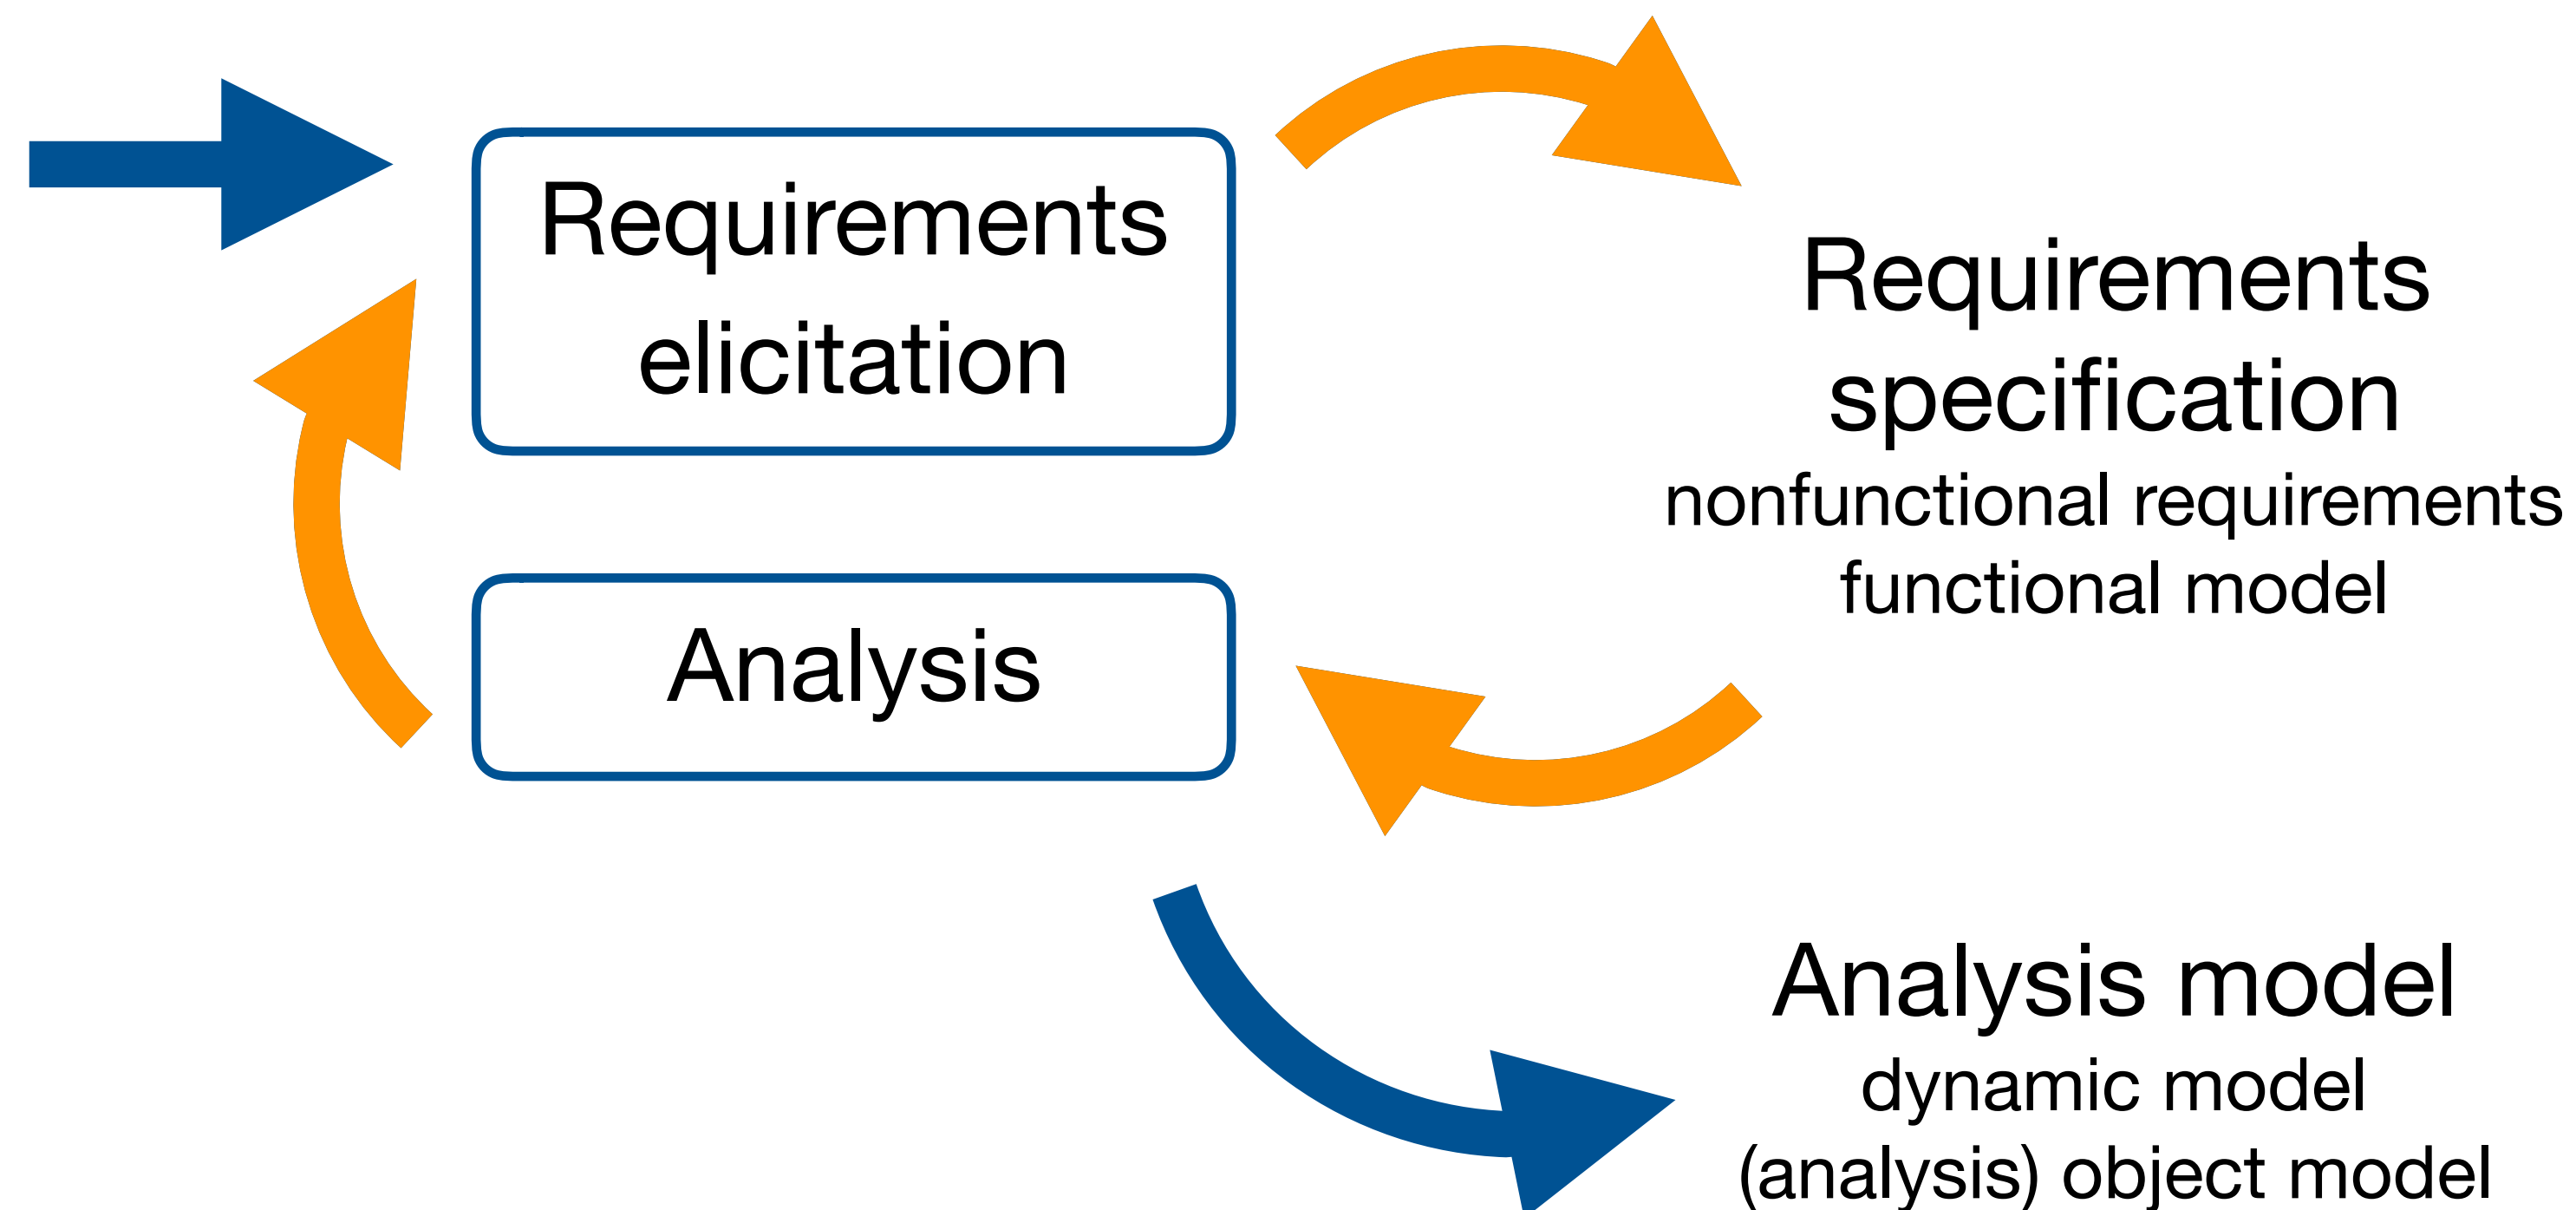 Requirements
elicitation
Requirements
specification
nonfunctional requirements
functional model
Analysis
Analysis model
dynamic model
(analysis) object model